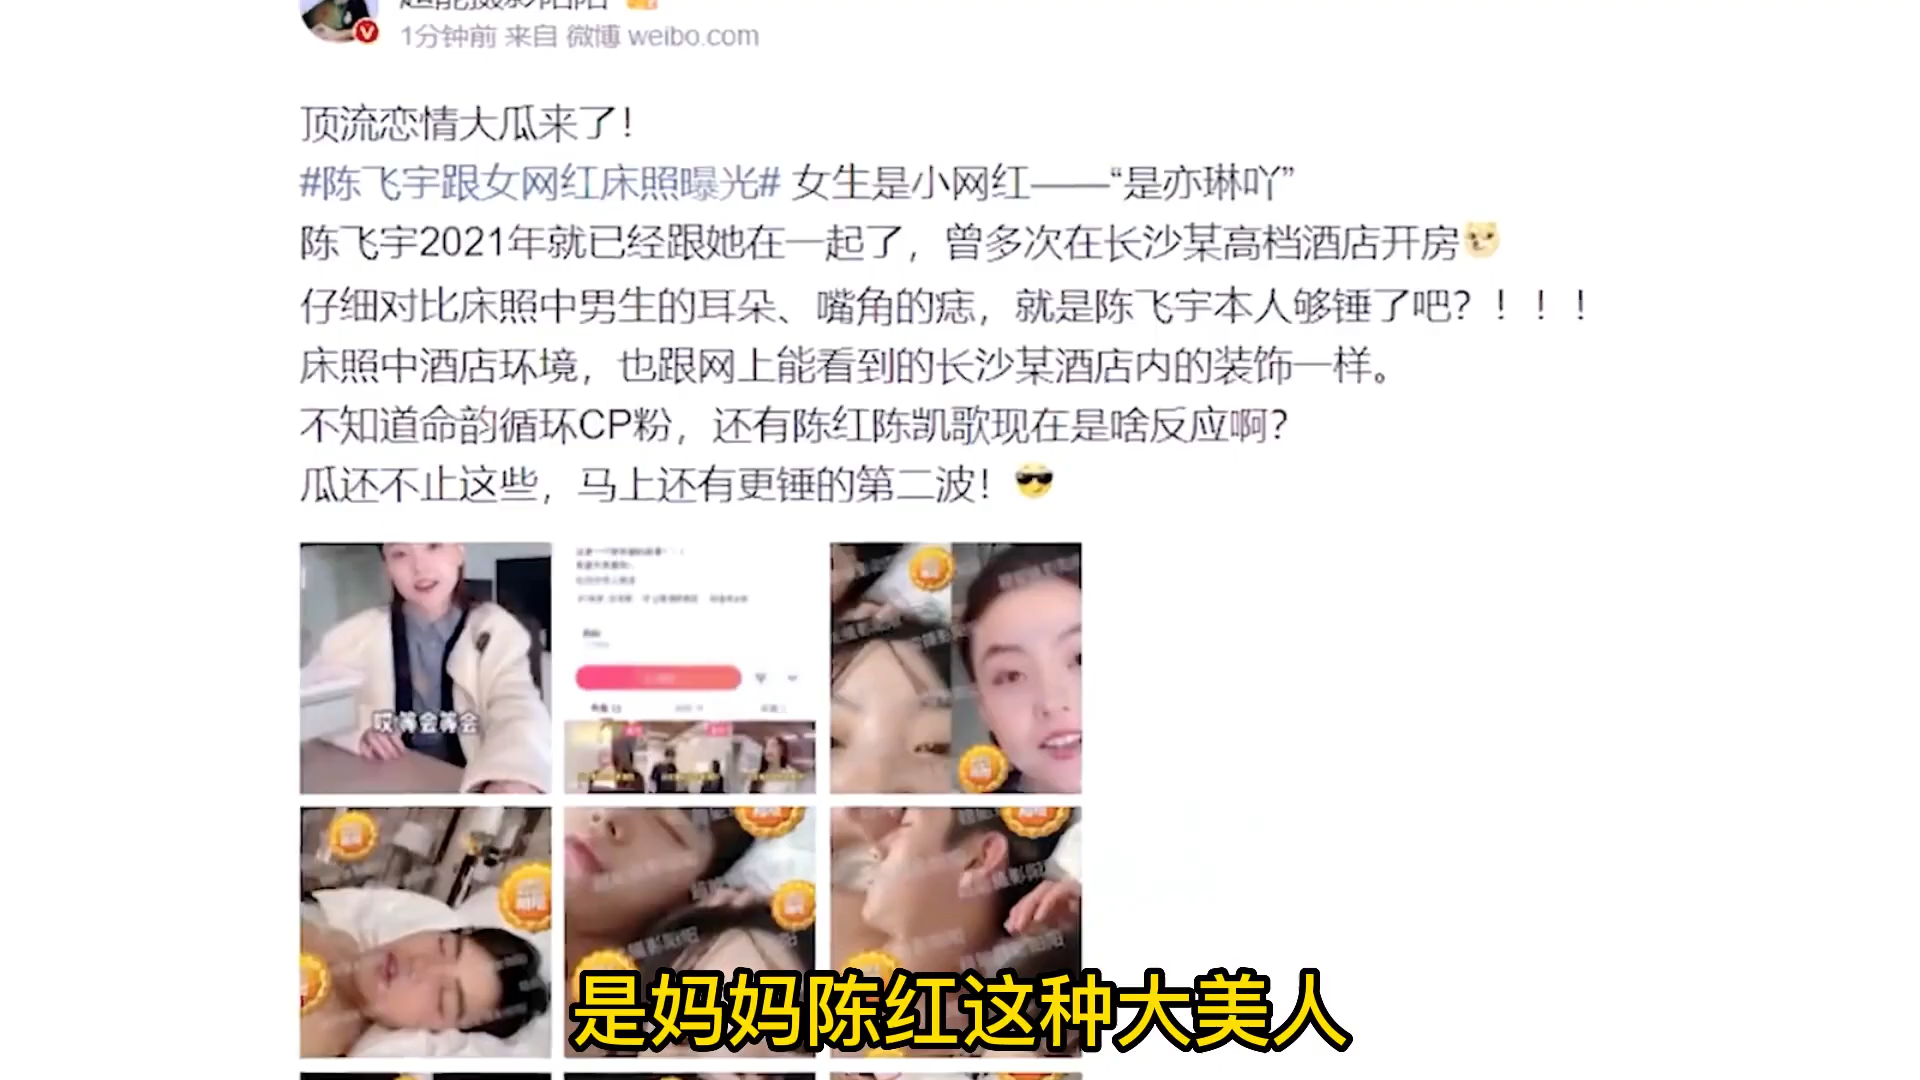 1分钟前 来自 微博 weibo.com
顶流恋情大瓜来了！
#陈飞宇跟女网红床照曝光# 女生是小网红——“是亦琳吖”
陈飞宇2021年就已经跟她在一起了，曾多次在长沙某高档酒店开房
仔细对比床照中男生的耳朵、嘴角的痣，就是陈飞宇本人够锤了吧？！！！
床照中酒店环境，也跟网上能看到的长沙某酒店内的装饰一样。
不知道命韵循环CP粉，还有陈红陈凯歌现在是啥反应啊？
瓜还不止这些，马上还有更锤的第二波！
哎 等会等会
是妈妈陈红这种大美人